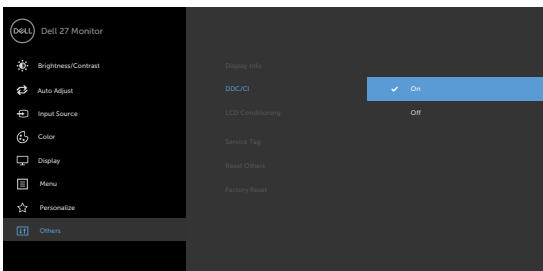 DELL Dell 27 Monitor
Brightness/Contrast
Auto Adjust
Input Source
Color
Display
Menu
Personalize
Others
Display Info
DDC/CI
LCD Conditioning
Service Tag
Reset Others
Factory Reset
On
Off